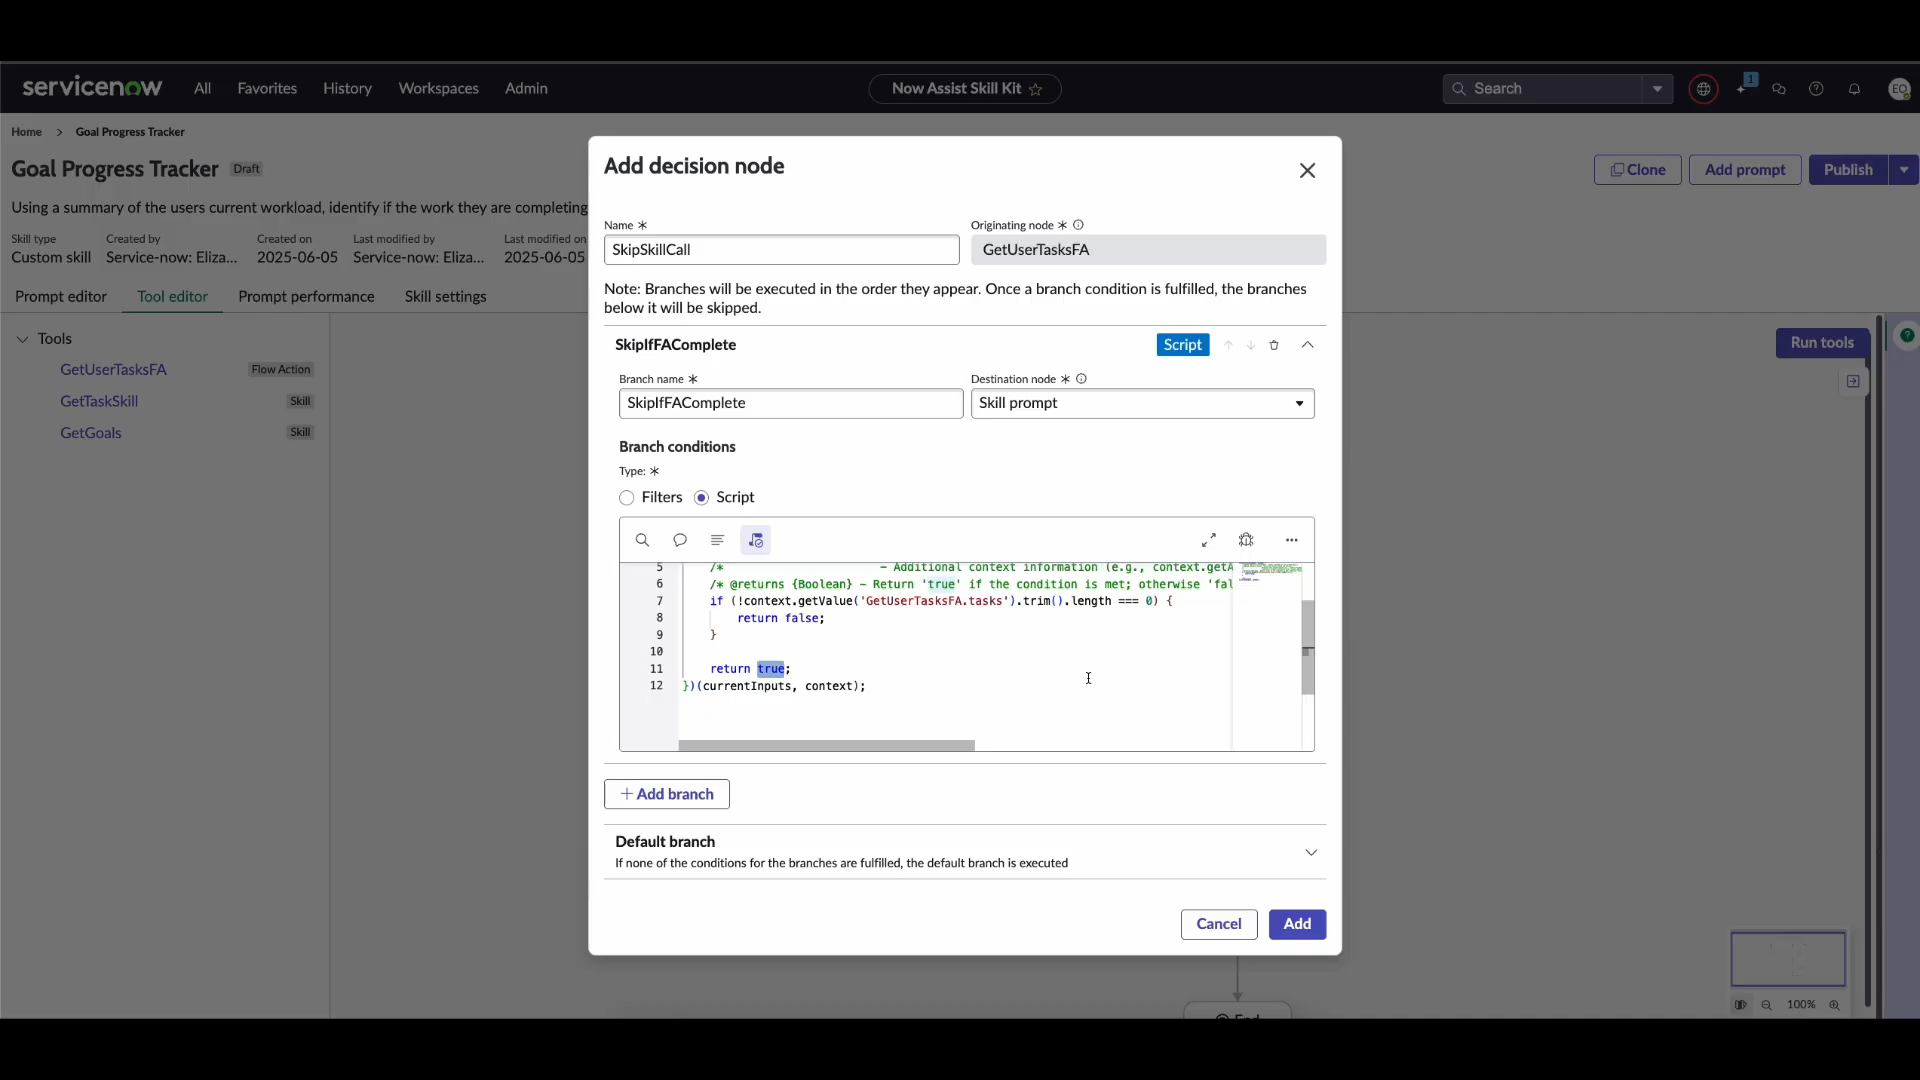 servicenow All Favorites History Workspaces Admin Now Assist Skill Kit Search 1 EO
Home > Goal Progress Tracker
Goal Progress Tracker Draft Clone Add prompt Publish
Using a summary of the users current workload, identify if the work they are completing
Skill type Created by Created on Last modified by Last modified on
Custom skill Service-now: Eliza... 2025-06-05 Service-now: Eliza... 2025-06-05
Prompt editor Tool editor Prompt performance Skill settings
Tools
GetUserTasksFA Flow Action
GetTaskSkill Skill
GetGoals Skill
Run tools
Add decision node
Name * Originating node *
SkipSkillCall GetUserTasksFA
Note: Branches will be executed in the order they appear. Once a branch condition is fulfilled, the branches
below it will be skipped.
SkipIfFAComplete Script
Branch name * Destination node *
SkipIfFAComplete Skill prompt
Branch conditions
Type: *
Filters Script
5 /* - Additional context information (e.g., context.getA
6 /* @returns {Boolean} - Return 'true' if the condition is met; otherwise 'fal
7 if (!context.getValue('GetUserTasksFA.tasks').trim().length === 0) {
8 return false;
9 }
10
11 return true;
12 })(currentInputs, context);
+ Add branch
Default branch
If none of the conditions for the branches are fulfilled, the default branch is executed
Cancel Add
End
100%